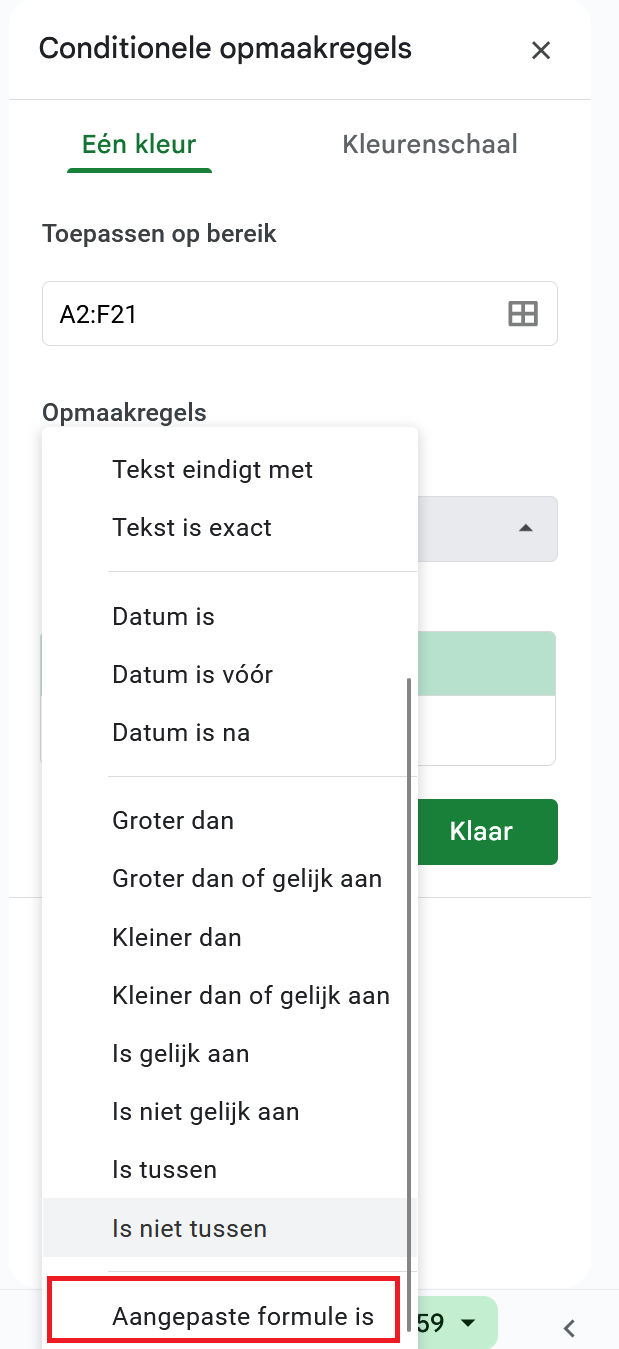 Conditionele opmaakregels
Eén kleur
Kleurenschaal
Toepassen op bereik
A2:F21
Opmaakregels
Tekst eindigt met
Tekst is exact
Datum is
Datum is vóór
Datum is na
Klaar
Groter dan
Groter dan of gelijk aan
Kleiner dan
Kleiner dan of gelijk aan
Is gelijk aan
Is niet gelijk aan
Is tussen
Is niet tussen
Aangepaste formule is
59